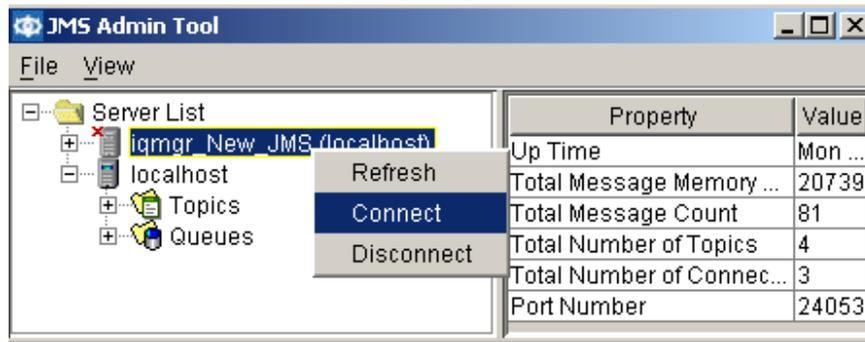 JMS Admin Tool
File View
Server List
iqmgr_New_JMS (localhost)
localhost
Topics
Queues
Refresh
Connect
Disconnect
Property Value
Up Time Mon ...
Total Message Memory ... 20739
Total Message Count 81
Total Number of Topics 4
Total Number of Connec... 3
Port Number 24053